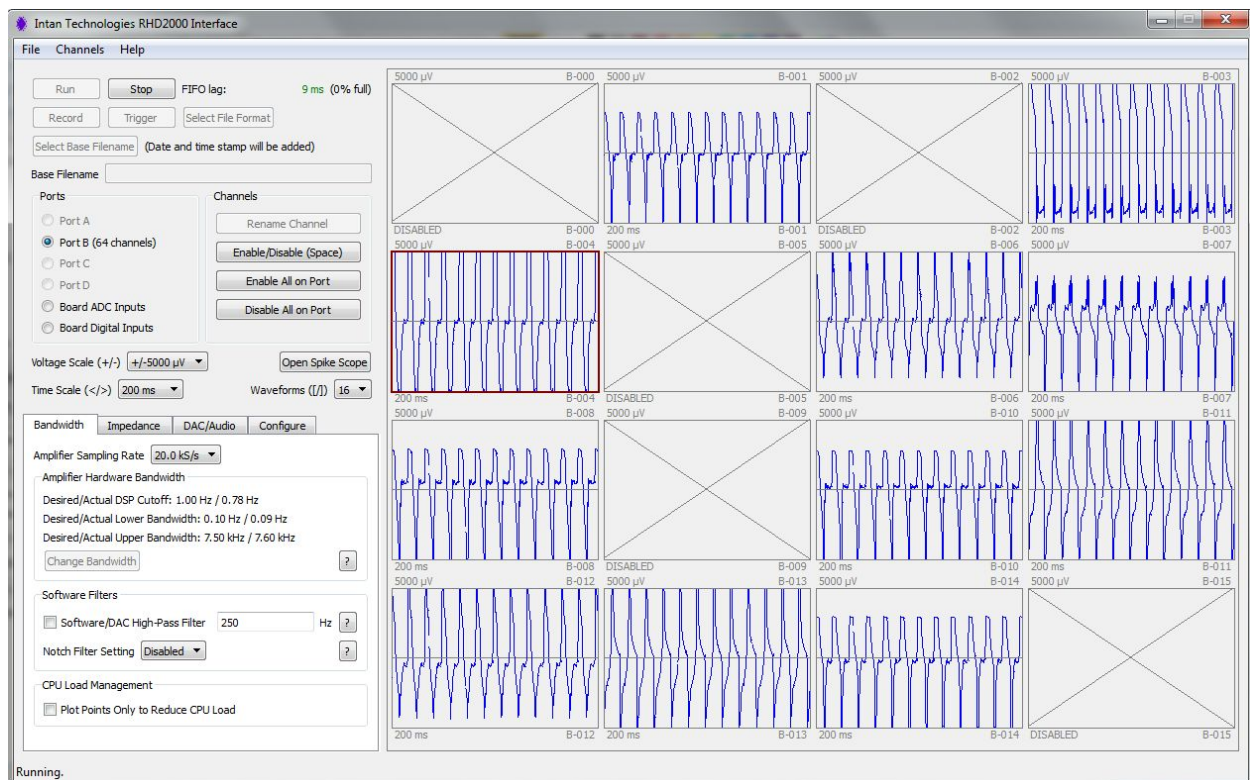 Intan Technologies RHD2000 Interface
File Channels Help
Run Stop FIFO lag: 9 ms (0% full)
Record Trigger Select File Format
Select Base Filename (Date and time stamp will be added)
Base Filename
Ports
Port A
Port B (64 channels)
Port C
Port D
Board ADC Inputs
Board Digital Inputs
Channels
Rename Channel
Enable/Disable (Space)
Enable All on Port
Disable All on Port
Voltage Scale (+/-) +/-5000 µV Open Spike Scope
Time Scale (</>) 200 ms Waveforms ([/]) 16
Bandwidth Impedance DAC/Audio Configure
Amplifier Sampling Rate 20.0 kS/s
Amplifier Hardware Bandwidth
Desired/Actual DSP Cutoff: 1.00 Hz / 0.78 Hz
Desired/Actual Lower Bandwidth: 0.10 Hz / 0.09 Hz
Desired/Actual Upper Bandwidth: 7.50 kHz / 7.60 kHz
Change Bandwidth ?
Software Filters
Software/DAC High-Pass Filter 250 Hz ?
Notch Filter Setting Disabled ?
CPU Load Management
Plot Points Only to Reduce CPU Load
5000 µV B-000 5000 µV B-001 5000 µV B-002 5000 µV B-003
DISABLED B-000 200 ms B-001 DISABLED B-002 200 ms B-003
5000 µV B-004 5000 µV B-005 5000 µV B-006 5000 µV B-007
200 ms B-004 DISABLED B-005 200 ms B-006 200 ms B-007
5000 µV B-008 5000 µV B-009 5000 µV B-010 5000 µV B-011
200 ms B-008 DISABLED B-009 200 ms B-010 200 ms B-011
5000 µV B-012 5000 µV B-013 5000 µV B-014 5000 µV B-015
200 ms B-012 200 ms B-013 200 ms B-014 DISABLED B-015
Running.